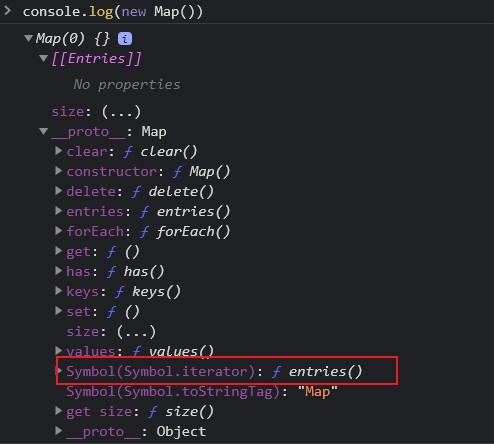 console.log(new Map())
Map(0) {} i
[[Entries]]
No properties
size: (...)
__proto__: Map
clear: ƒ clear()
constructor: ƒ Map()
delete: ƒ delete()
entries: ƒ entries()
forEach: ƒ forEach()
get: ƒ ()
has: ƒ has()
keys: ƒ keys()
set: ƒ ()
size: (...)
values: ƒ values()
Symbol(Symbol.iterator): ƒ entries()
Symbol(Symbol.toStringTag): "Map"
get size: ƒ size()
__proto__: Object